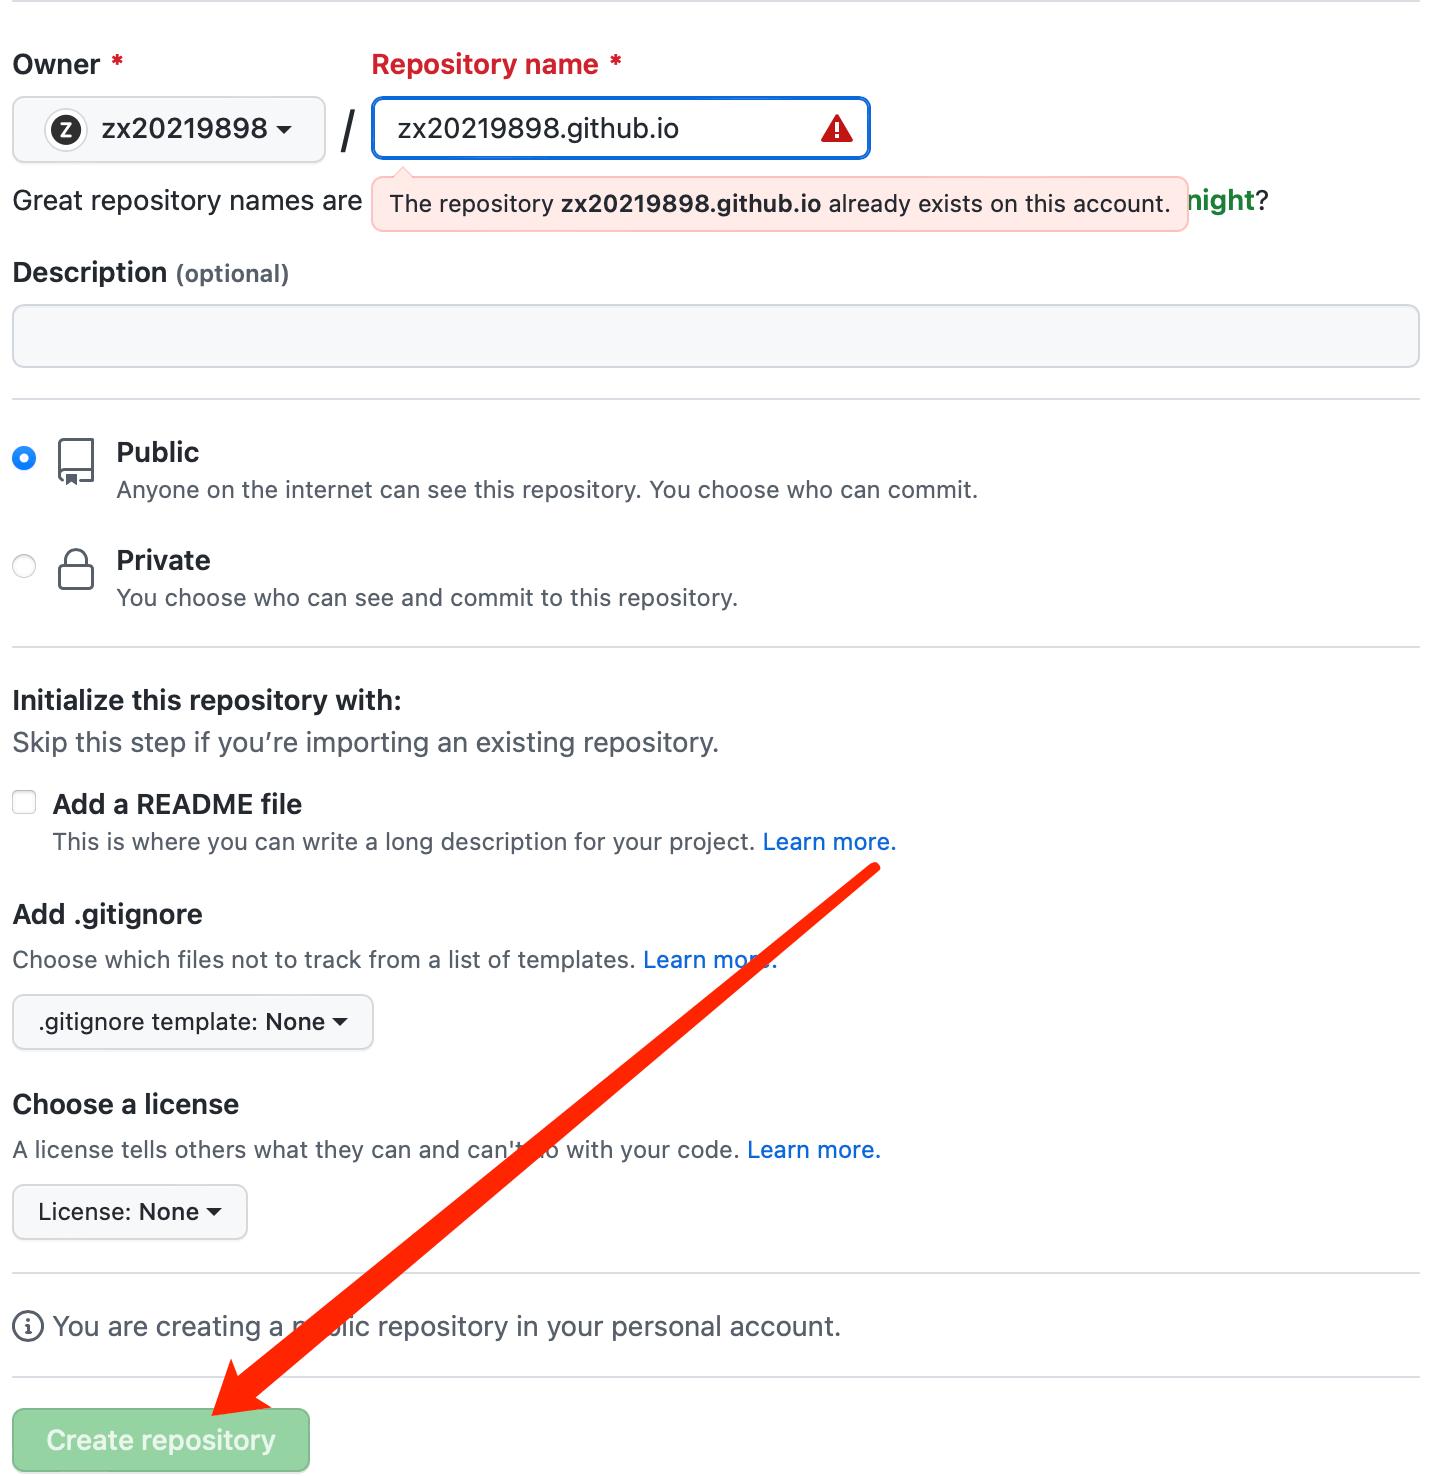 Owner * Repository name *
Z zx20219898 / zx20219898.github.io
Great repository names are night?
The repository zx20219898.github.io already exists on this account.
Description (optional)
Public
Anyone on the internet can see this repository. You choose who can commit.
Private
You choose who can see and commit to this repository.
Initialize this repository with:
Skip this step if you’re importing an existing repository.
Add a README file
This is where you can write a long description for your project. Learn more.
Add .gitignore
Choose which files not to track from a list of templates. Learn more.
.gitignore template: None
Choose a license
A license tells others what they can and can't do with your code. Learn more.
License: None
You are creating a public repository in your personal account.
Create repository